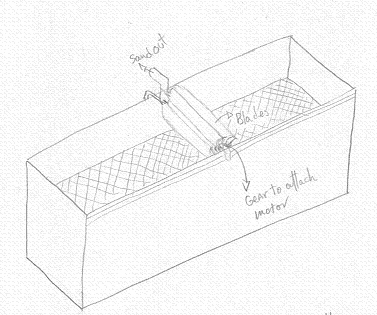 Sand out
Blades
Gear to attach
motor